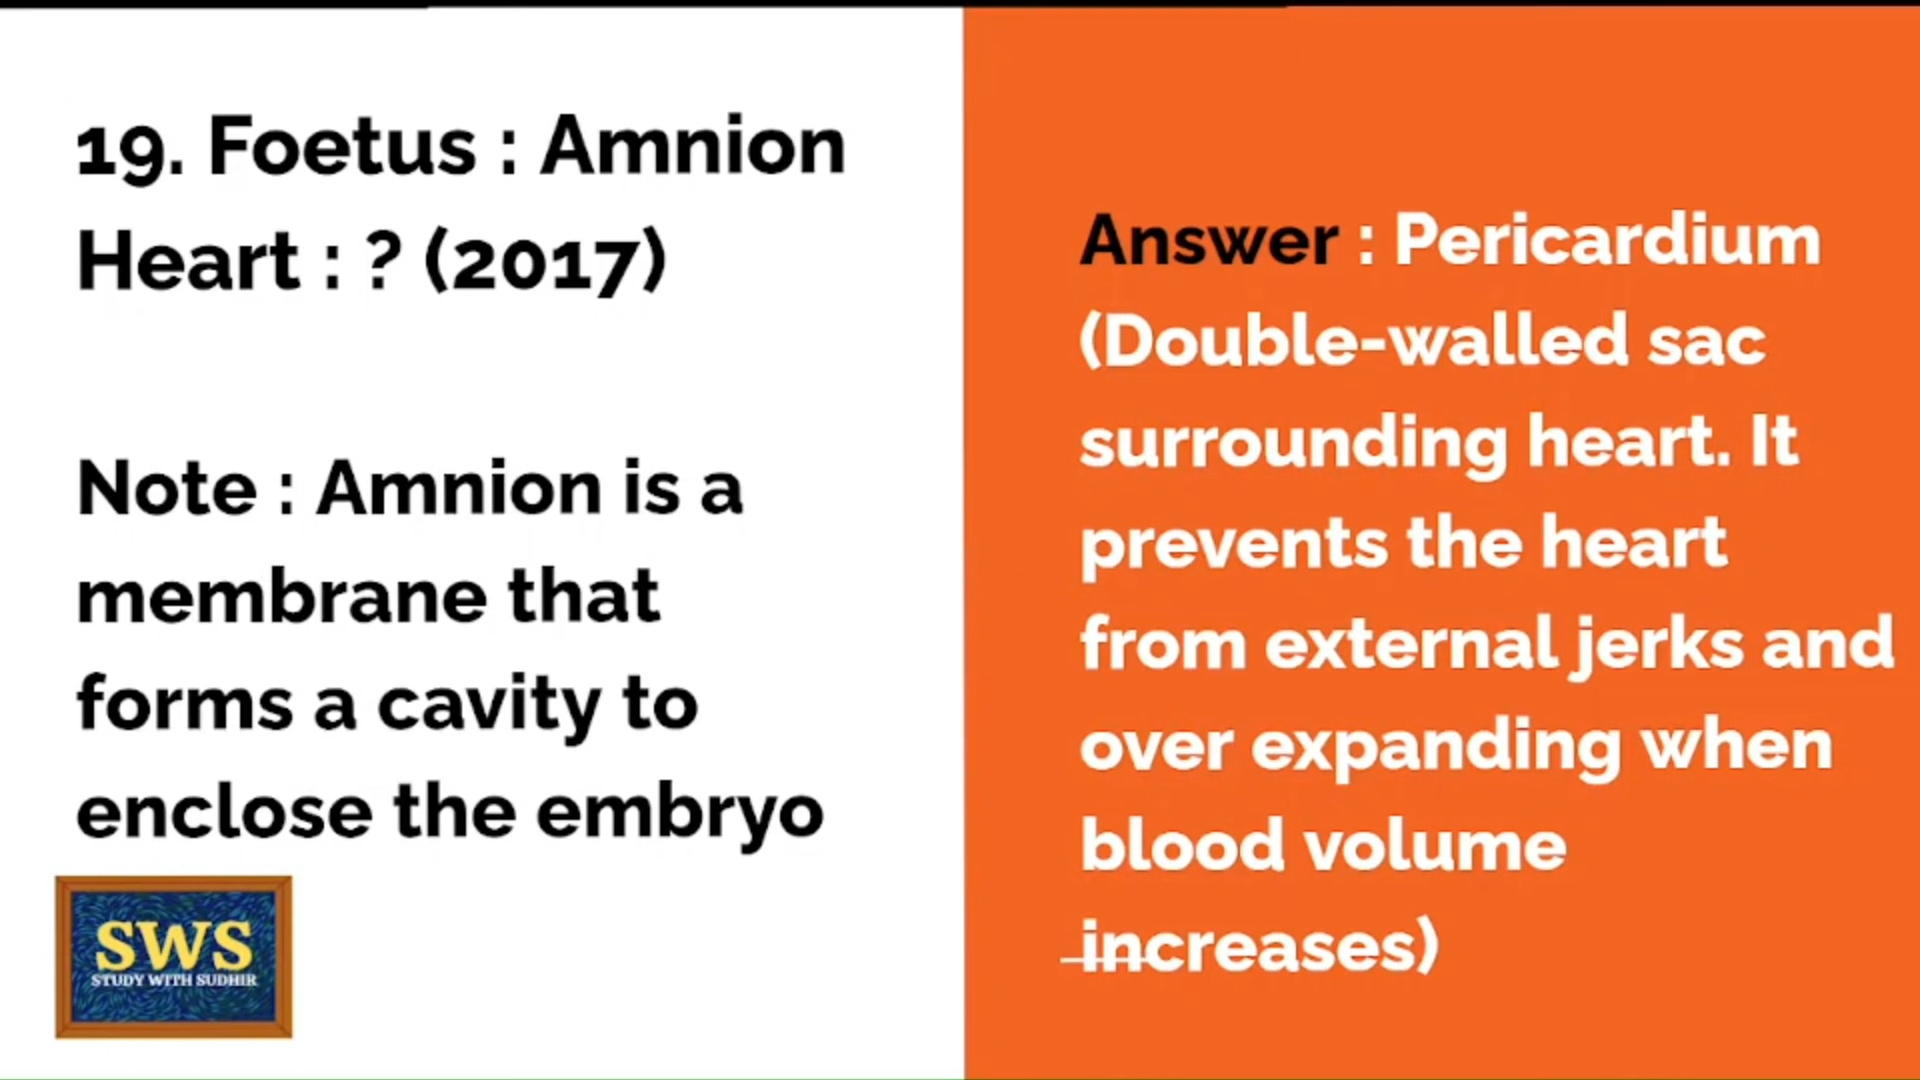 19. Foetus : Amnion
Heart : ? (2017)
Note : Amnion is a
membrane that
forms a cavity to
enclose the embryo
SWS
STUDY WITH SUDHIR
Answer : Pericardium
(Double-walled sac
surrounding heart. It
prevents the heart
from external jerks and
over expanding when
blood volume
increases)